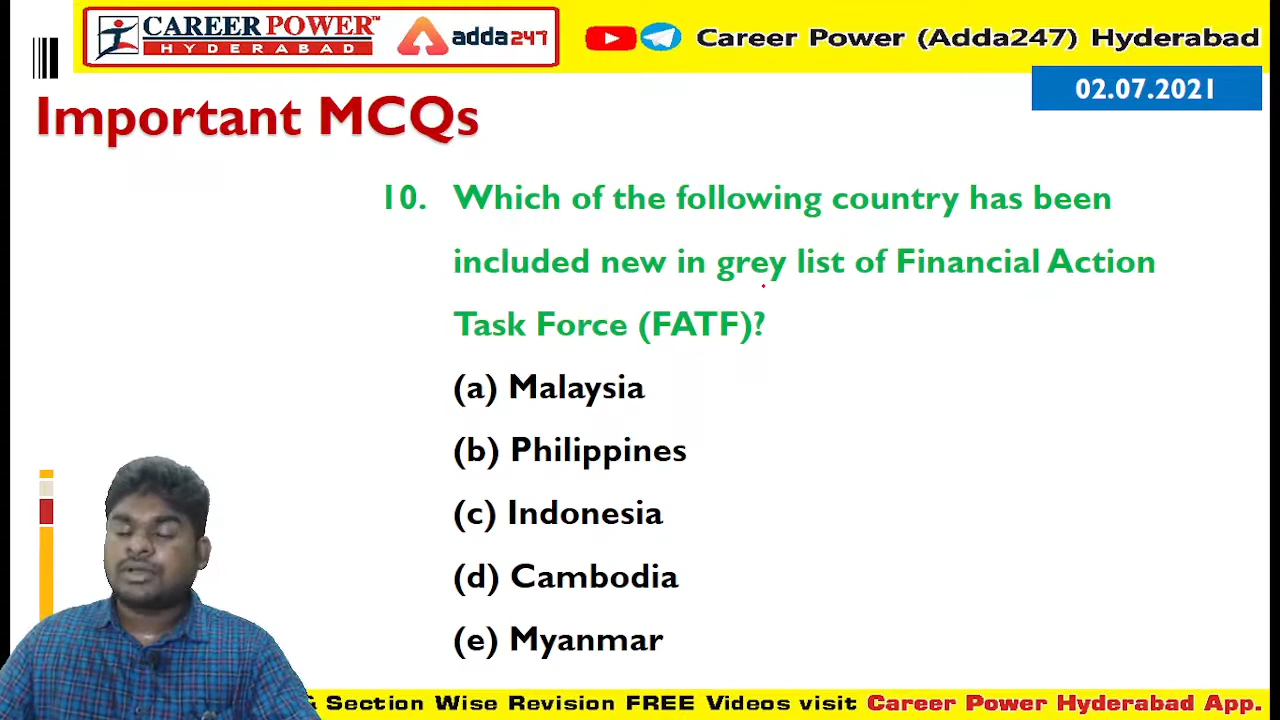 CAREER POWER™
HYDERABAD
adda247
Career Power (Adda247) Hyderabad
02.07.2021
Important MCQs
10. Which of the following country has been
included new in grey list of Financial Action
Task Force (FATF)?
(a) Malaysia
(b) Philippines
(c) Indonesia
(d) Cambodia
(e) Myanmar
& Section Wise Revision FREE Videos visit Career Power Hyderabad App.